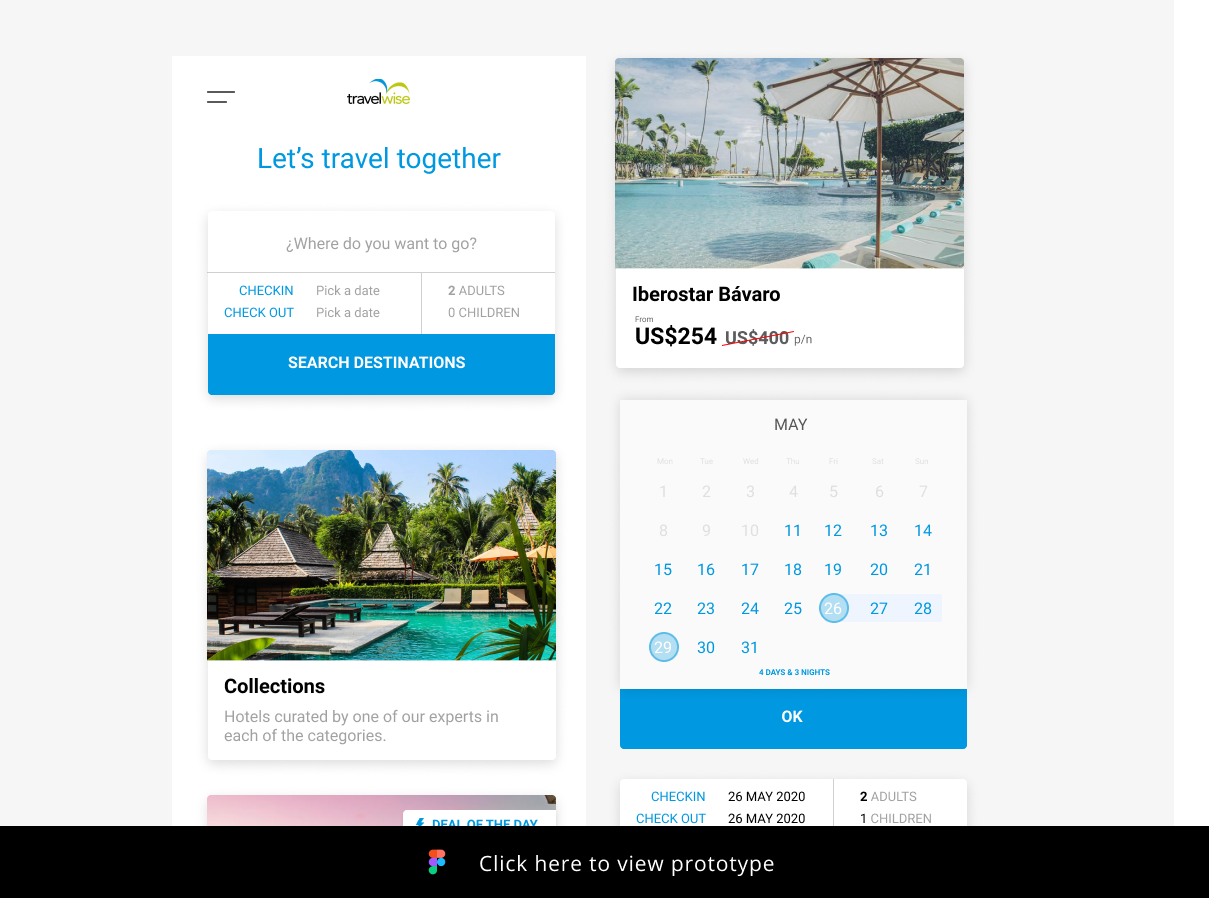 travelwise
Let’s travel together
¿Where do you want to go?
CHECKIN Pick a date 2 ADULTS
CHECK OUT Pick a date 0 CHILDREN
SEARCH DESTINATIONS
Collections
Hotels curated by one of our experts in
each of the categories.
DEAL OF THE DAY
Iberostar Bávaro
From
US$254 US$400 p/n
MAY
Mon Tue Wed Thu Fri Sat Sun
1 2 3 4 5 6 7
8 9 10 11 12 13 14
15 16 17 18 19 20 21
22 23 24 25 26 27 28
29 30 31
4 DAYS & 3 NIGHTS
OK
CHECKIN 26 MAY 2020 2 ADULTS
CHECK OUT 26 MAY 2020 1 CHILDREN
Click here to view prototype